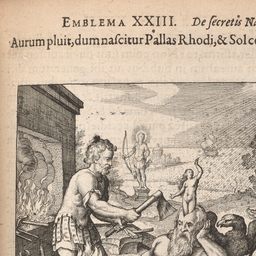 EMBLEMA XXIII. De secretis Na
Aurum pluit, dum nascitur Pallas Rhodi, & Sol co